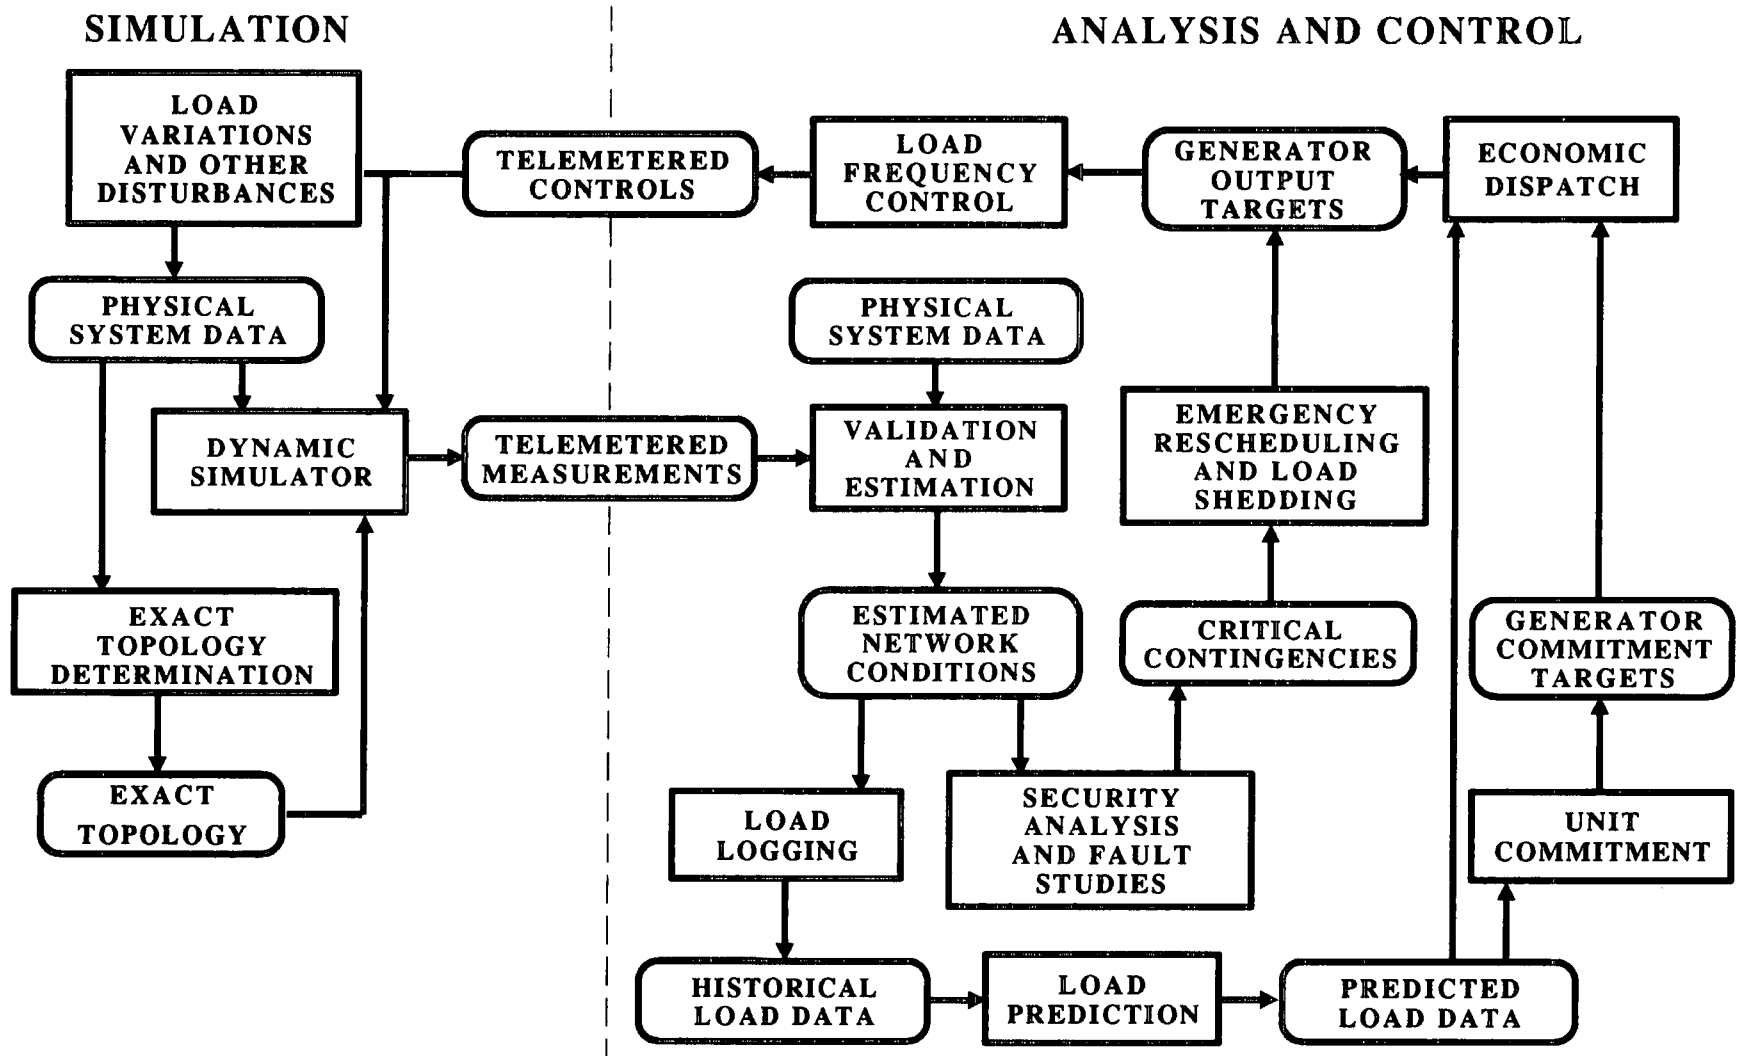 SIMULATION
ANALYSIS AND CONTROL
LOAD
VARIATIONS
AND OTHER
DISTURBANCES
TELEMETERED
CONTROLS
LOAD
FREQUENCY
CONTROL
GENERATOR
OUTPUT
TARGETS
ECONOMIC
DISPATCH
PHYSICAL
SYSTEM DATA
PHYSICAL
SYSTEM DATA
DYNAMIC
SIMULATOR
TELEMETERED
MEASUREMENTS
VALIDATION
AND
ESTIMATION
EMERGENCY
RESCHEDULING
AND LOAD
SHEDDING
EXACT
TOPOLOGY
DETERMINATION
ESTIMATED
NETWORK
CONDITIONS
CRITICAL
CONTINGENCIES
GENERATOR
COMMITMENT
TARGETS
EXACT
TOPOLOGY
LOAD
LOGGING
SECURITY
ANALYSIS
AND FAULT
STUDIES
UNIT
COMMITMENT
HISTORICAL
LOAD DATA
LOAD
PREDICTION
PREDICTED
LOAD DATA